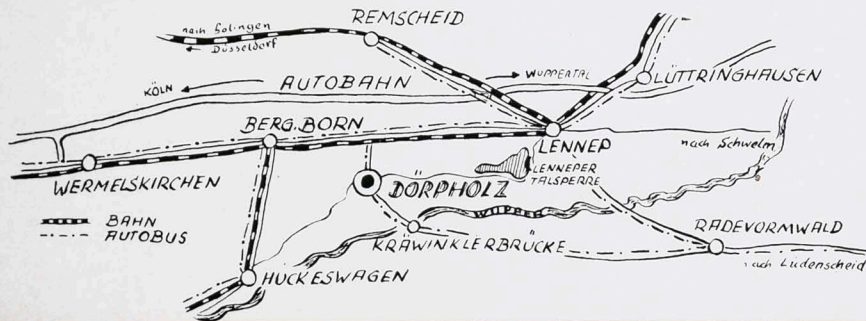 REMSCHEID
nach Solingen
Düsseldorf
KÖLN
AUTOBAHN
WUPPERTAL
LÜTTRINGHAUSEN
BERG. BORN
LENNEP
nach Schwelm
WERMELSKIRCHEN
DÖRPHOLZ
LENNEPER
TALSPERRE
BAHN
AUTOBUS
WUPPER
KRAWINKLERBRÜCKE
RADEVORMWALD
HUCKESWAGEN
nach Lüdenscheid